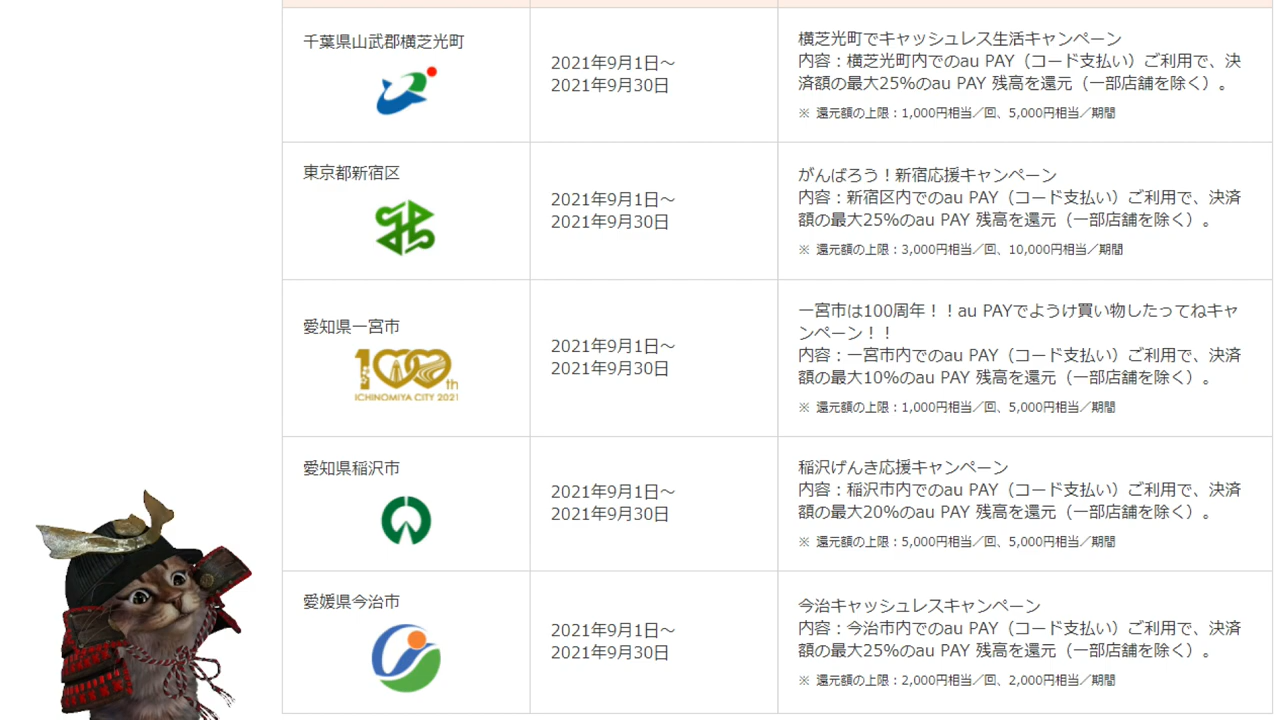 千葉県山武郡横芝光町
2021年9月1日～
2021年9月30日
横芝光町でキャッシュレス生活キャンペーン
内容：横芝光町内でのau PAY（コード支払い）ご利用で、決
済額の最大25%のau PAY 残高を還元（一部店舗を除く）。
※ 還元額の上限：1,000円相当／回、5,000円相当／期間
東京都新宿区
2021年9月1日～
2021年9月30日
がんばろう！新宿応援キャンペーン
内容：新宿区内でのau PAY（コード支払い）ご利用で、決済
額の最大25%のau PAY 残高を還元（一部店舗を除く）。
※ 還元額の上限：3,000円相当／回、10,000円相当／期間
愛知県一宮市
100th
ICHINOMIYA CITY 2021
2021年9月1日～
2021年9月30日
一宮市は100周年！！au PAYでようけ買い物したってねキャ
ンペーン！！
内容：一宮市内でのau PAY（コード支払い）ご利用で、決済
額の最大10%のau PAY 残高を還元（一部店舗を除く）。
※ 還元額の上限：1,000円相当／回、5,000円相当／期間
愛知県稲沢市
2021年9月1日～
2021年9月30日
稲沢げんき応援キャンペーン
内容：稲沢市内でのau PAY（コード支払い）ご利用で、決済
額の最大20%のau PAY 残高を還元（一部店舗を除く）。
※ 還元額の上限：5,000円相当／回、5,000円相当／期間
愛媛県今治市
2021年9月1日～
2021年9月30日
今治キャッシュレスキャンペーン
内容：今治市内でのau PAY（コード支払い）ご利用で、決済
額の最大25%のau PAY 残高を還元（一部店舗を除く）。
※ 還元額の上限：2,000円相当／回、2,000円相当／期間